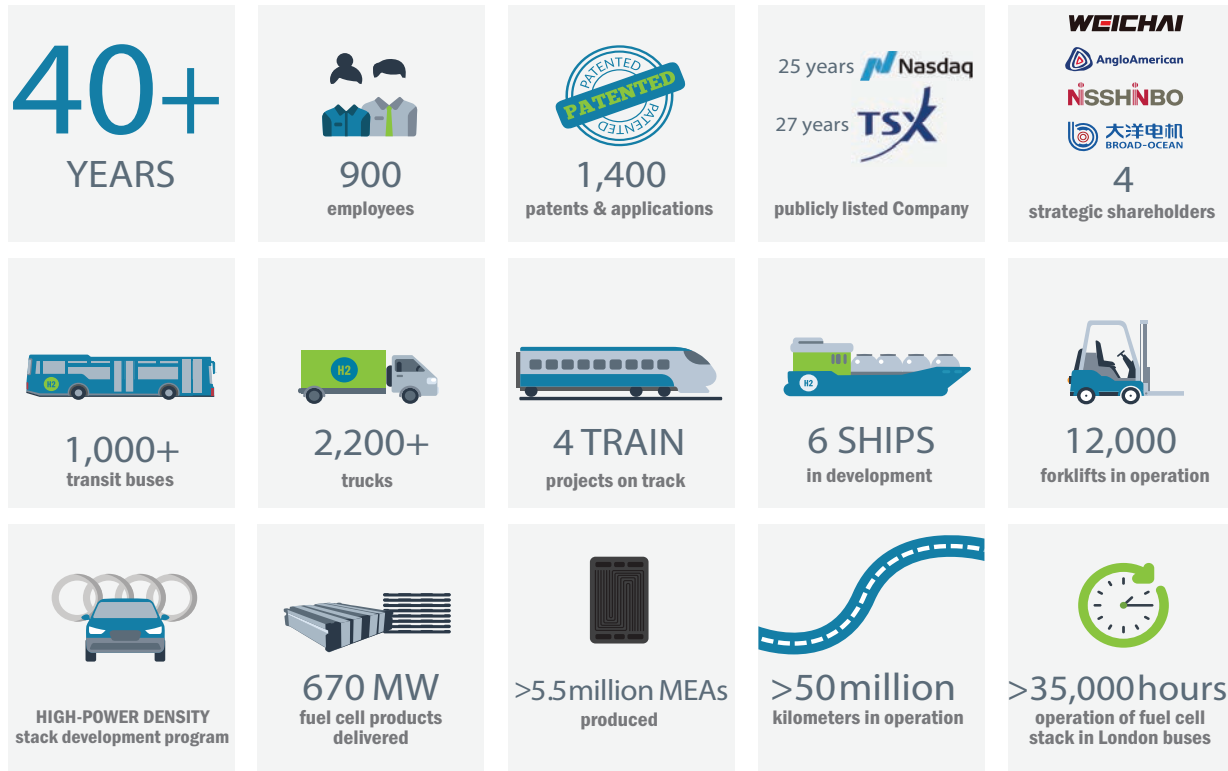 40+
YEARS
900
employees
PATENTED
PATENTED
PATENTED
1,400
patents & applications
25 years Nasdaq
27 years TSX
publicly listed Company
WEICHAI
AngloAmerican
NISSHINBO
大洋电机
BROAD-OCEAN
4
strategic shareholders
H2
1,000+
transit buses
H2
2,200+
trucks
4 TRAIN
projects on track
H2
6 SHIPS
in development
12,000
forklifts in operation
HIGH-POWER DENSITY
stack development program
670 MW
fuel cell products
delivered
>5.5million MEAs
produced
>50million
kilometers in operation
>35,000hours
operation of fuel cell
stack in London buses